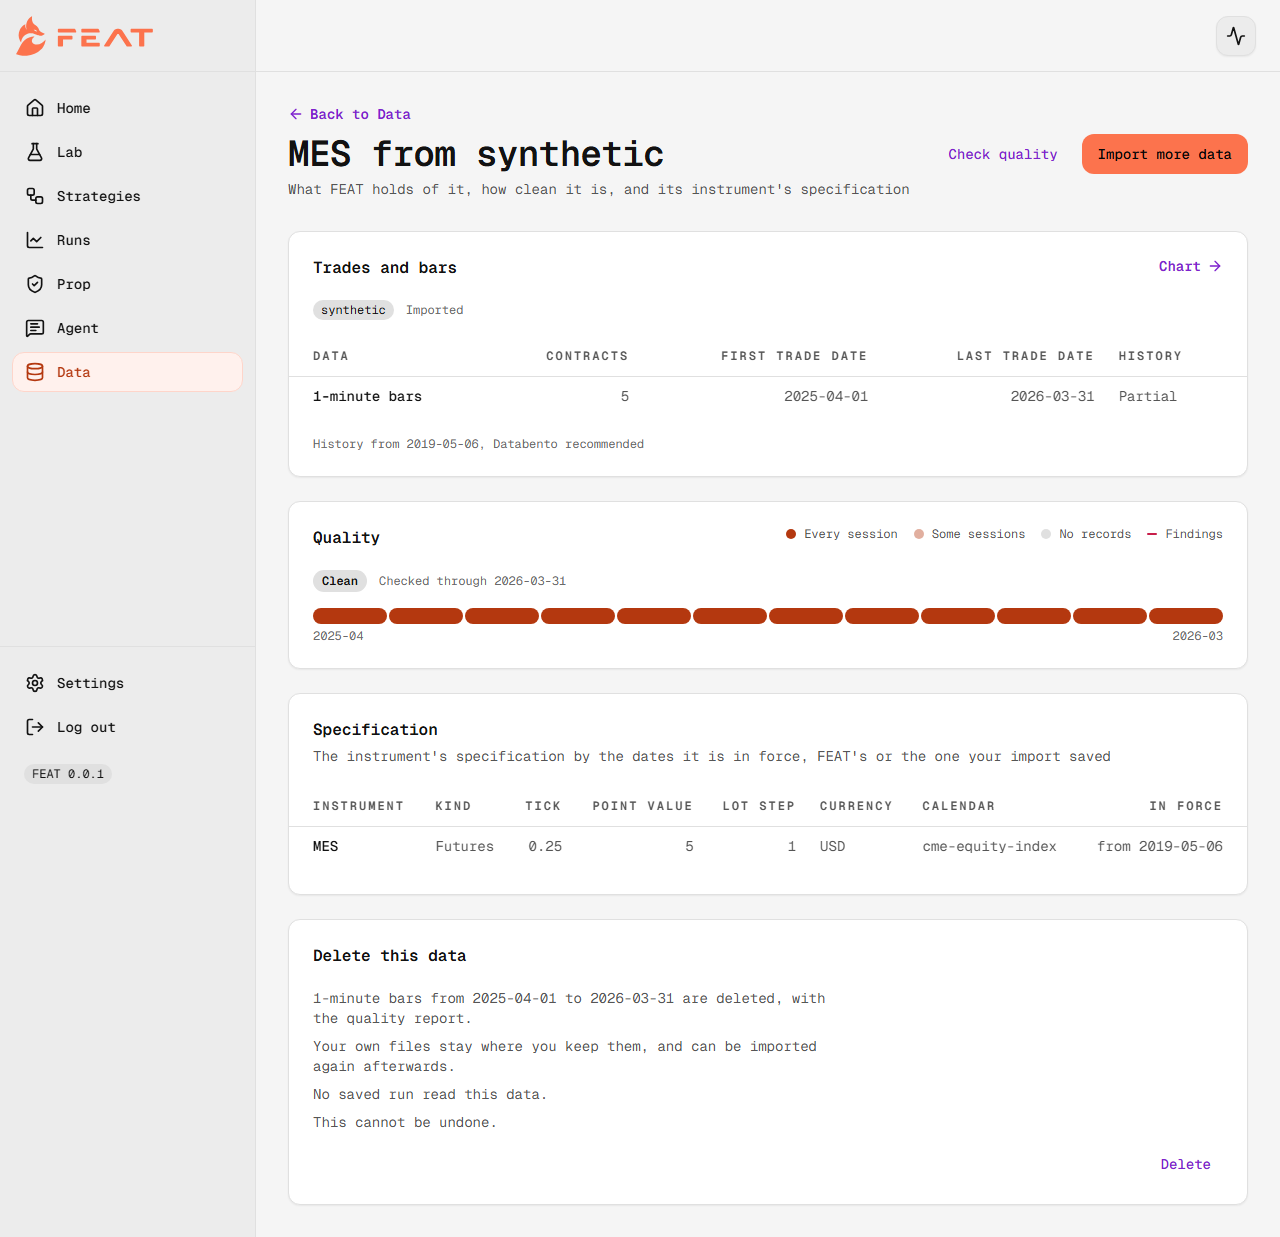 FEAT
Home
Lab
Strategies
Runs
Prop
Agent
Data
Settings
Log out
FEAT 0.0.1
Back to Data
MES from synthetic
Check quality
Import more data
What FEAT holds of it, how clean it is, and its instrument's specification
Trades and bars
Chart
synthetic Imported
DATA CONTRACTS FIRST TRADE DATE LAST TRADE DATE HISTORY
1-minute bars 5 2025-04-01 2026-03-31 Partial
History from 2019-05-06, Databento recommended
Quality
Every session Some sessions No records Findings
Clean Checked through 2026-03-31
2025-04 2026-03
Specification
The instrument's specification by the dates it is in force, FEAT's or the one your import saved
INSTRUMENT KIND TICK POINT VALUE LOT STEP CURRENCY CALENDAR IN FORCE
MES Futures 0.25 5 1 USD cme-equity-index from 2019-05-06
Delete this data
1-minute bars from 2025-04-01 to 2026-03-31 are deleted, with
the quality report.
Your own files stay where you keep them, and can be imported
again afterwards.
No saved run read this data.
This cannot be undone.
Delete